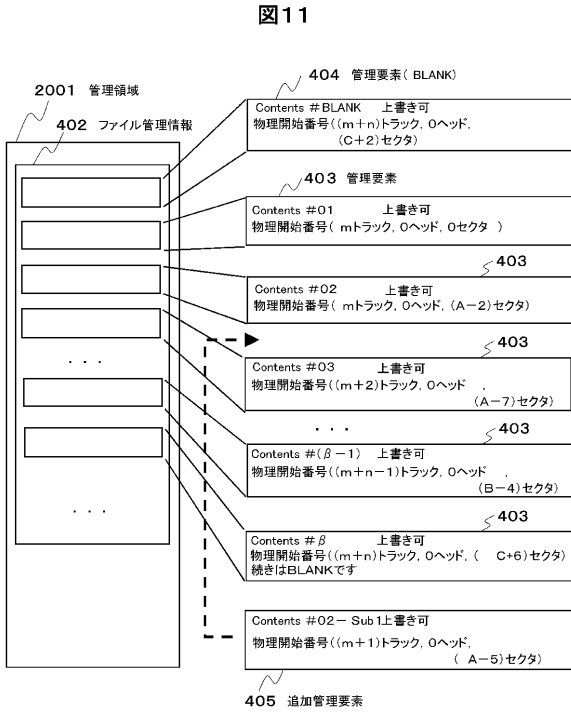 図11
404 管理要素(BLANK)
2001 管理領域
402 ファイル管理情報
Contents #BLANK 上書き可
物理開始番号((m+n)トラック, 0ヘッド,
(C+2)セクタ)
403 管理要素
Contents #01 上書き可
物理開始番号( mトラック, 0ヘッド, 0セクタ )
403
Contents #02 上書き可
物理開始番号( mトラック, 0ヘッド, (A-2)セクタ)
403
Contents #03 上書き可
物理開始番号((m+2)トラック, 0ヘッド ,
(A-7)セクタ)
・・・
・・・
403
Contents #(β-1) 上書き可
物理開始番号((m+n-1)トラック, 0ヘッド ,
(B-4)セクタ)
403
Contents #β 上書き可
物理開始番号((m+n)トラック, 0ヘッド, ( C+6)セクタ)
続きはBLANKです
・・・
Contents #02- Sub1上書き可
物理開始番号((m+1)トラック, 0ヘッド,
( A-5)セクタ)
405 追加管理要素